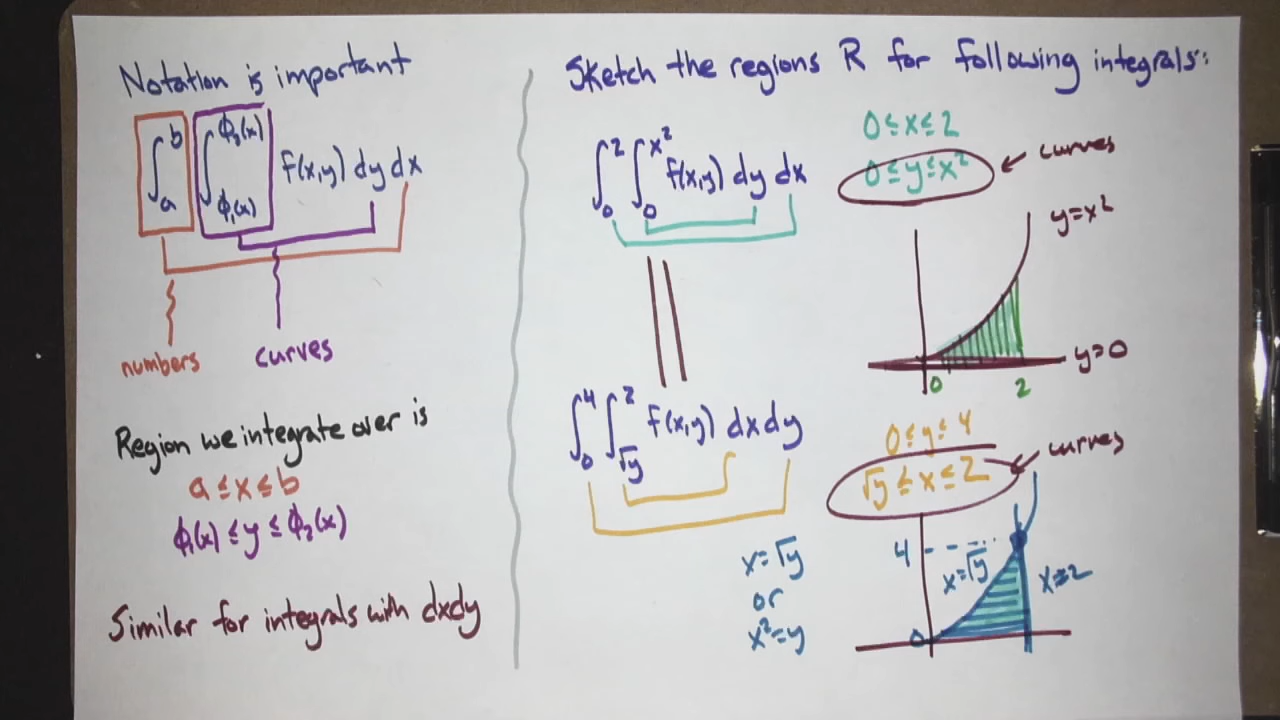 Notation is important
∫_a^b ∫_{ϕ₁(x)}^{ϕ₂(x)} f(x,y) dy dx
numbers
curves
Region we integrate over is
a ≤ x ≤ b
ϕ₁(x) ≤ y ≤ ϕ₂(x)
Similar for integrals with dxdy
Sketch the regions R for following integrals:
∫_0^2 ∫_0^{x²} f(x,y) dy dx
0 ≤ x ≤ 2
0 ≤ y ≤ x²
curves
y=x²
y=0
0
2
=
∫_0^4 ∫_{√y}^2 f(x,y) dx dy
0 ≤ y ≤ 4
√y ≤ x ≤ 2
curves
x=√y
or
x²=y
4
x=√y
x=2
0